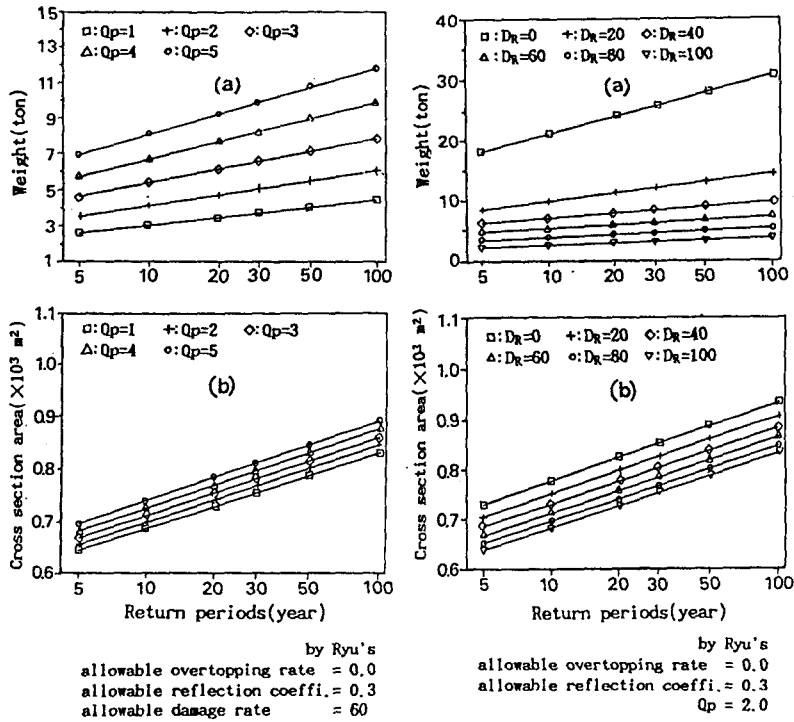 15
13
11
9
7
5
3
1
Weight(ton)
□:Qp=1 +:Qp=2 ◇:Qp=3
△:Qp=4 o:Qp=5
(a)
5 10 20 30 50 100
40
30
20
10
0
Weight(ton)
□:DR=0 +:DR=20 ◇:DR=40
△:DR=60 o:DR=80 ▽:DR=100
(a)
5 10 20 30 50 100
1.1
1.0
0.9
0.8
0.7
0.6
Cross section area(×10³ m²)
□:Qp=1 +:Qp=2 ◇:Qp=3
△:Qp=4 o:Qp=5
(b)
5 10 20 30 50 100
Return periods(year)
1.1
1.0
0.9
0.8
0.7
0.6
Cross section area(×10³ m²)
□:DR=0 +:DR=20 ◇:DR=40
△:DR=60 o:DR=80 ▽:DR=100
(b)
5 10 20 30 50 100
Return periods(year)
by Ryu's
allowable overtopping rate = 0.0
allowable reflection coeffi.= 0.3
allowable damage rate = 60
by Ryu's
allowable overtopping rate = 0.0
allowable reflection coeffi.= 0.3
Qp = 2.0